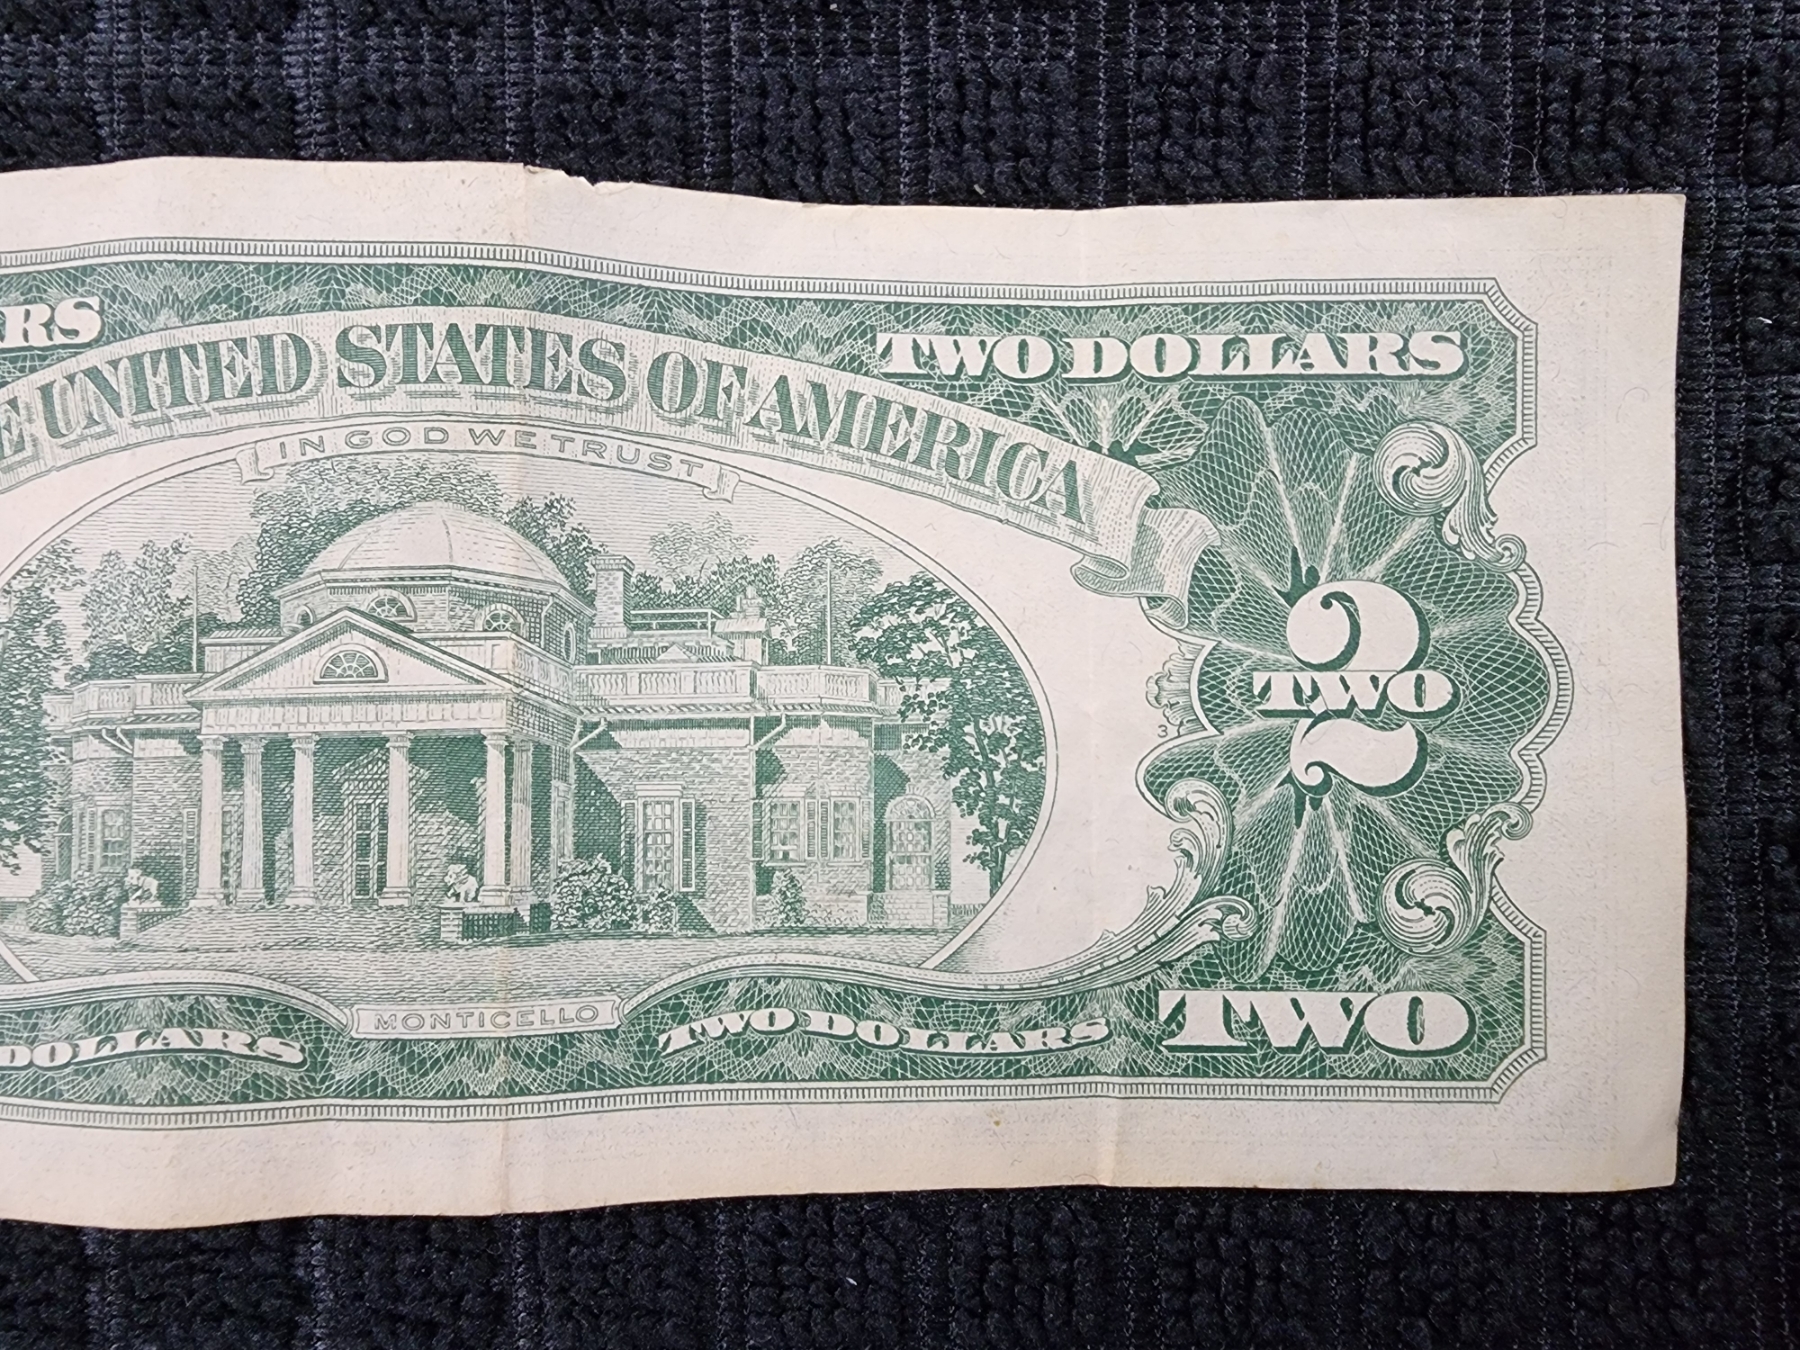 RS
TWO DOLLARS
E UNITED STATES OF AMERICA
IN GOD WE TRUST
2
TWO
3
MONTICELLO
DOLLARS
TWO DOLLARS
TWO